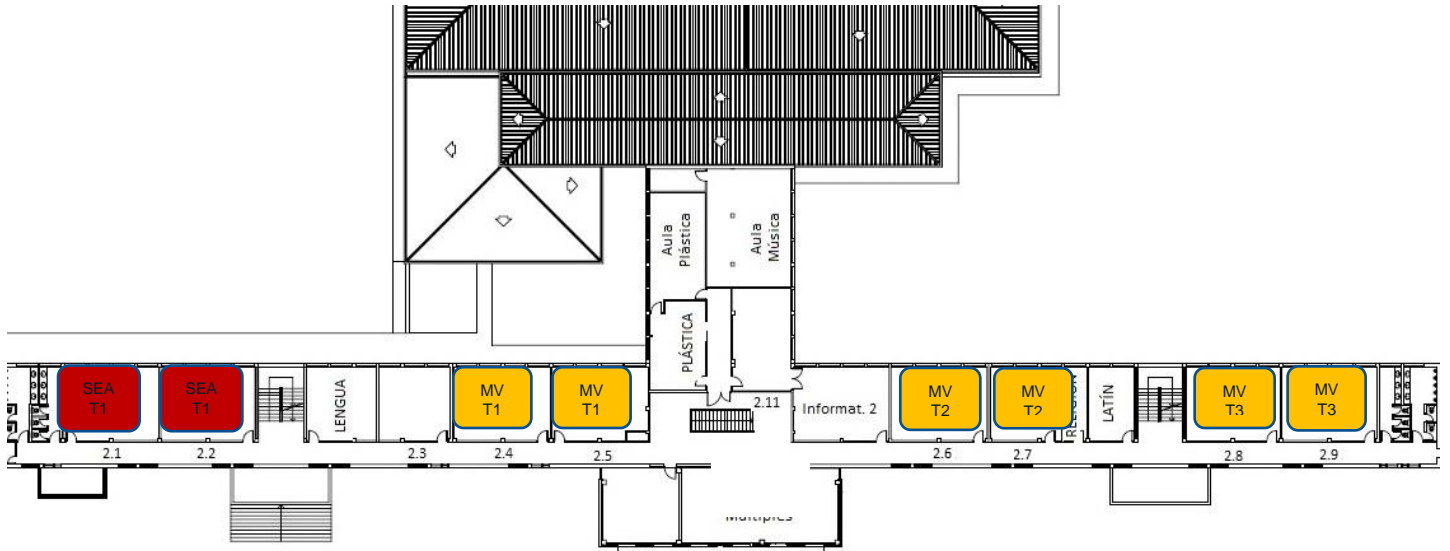 Aula
Plástica
Aula
Música
PLÁSTICA
SEA
T1
SEA
T1
LENGUA
MV
T1
MV
T1
2.11
Informat. 2
MV
T2
MV
T2
RELIGIÓN
LATÍN
MV
T3
MV
T3
2.1
2.2
2.3
2.4
2.5
2.6
2.7
2.8
2.9